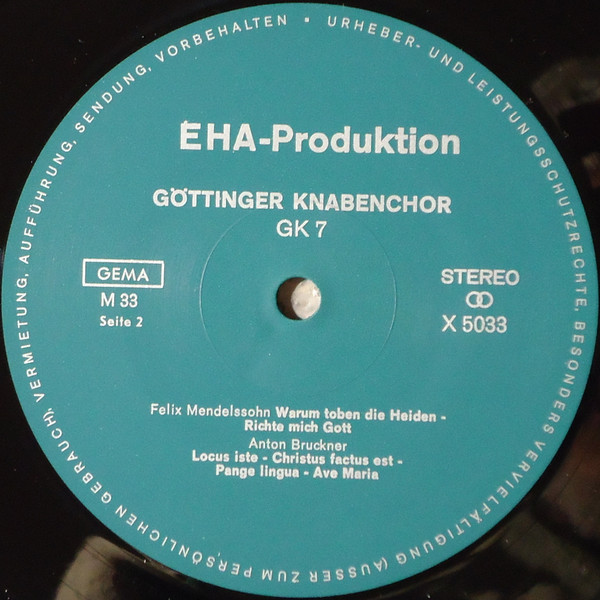 URHEBER- UND LEISTUNGSSCHUTZRECHTE, BESONDERS VERVIELFÄLTIGUNG (AUSSER ZUM PERSÖNLICHEN GEBRAUCH), VERMIETUNG, AUFFÜHRUNG, SENDUNG, VORBEHALTEN •
EHA-Produktion
GÖTTINGER KNABENCHOR
GK 7
GEMA
M 33
Seite 2
STEREO
X 5033
Felix Mendelssohn Warum toben die Heiden -
Richte mich Gott
Anton Bruckner
Locus iste - Christus factus est -
Pange lingua - Ave Maria